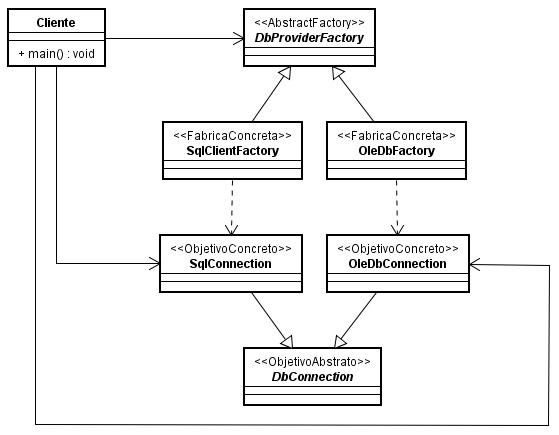 Cliente
+ main() : void
<<AbstractFactory>>
DbProviderFactory
<<FabricaConcreta>>
SqlClientFactory
<<FabricaConcreta>>
OleDbFactory
<<ObjetivoConcreto>>
SqlConnection
<<ObjetivoConcreto>>
OleDbConnection
<<ObjetivoAbstrato>>
DbConnection